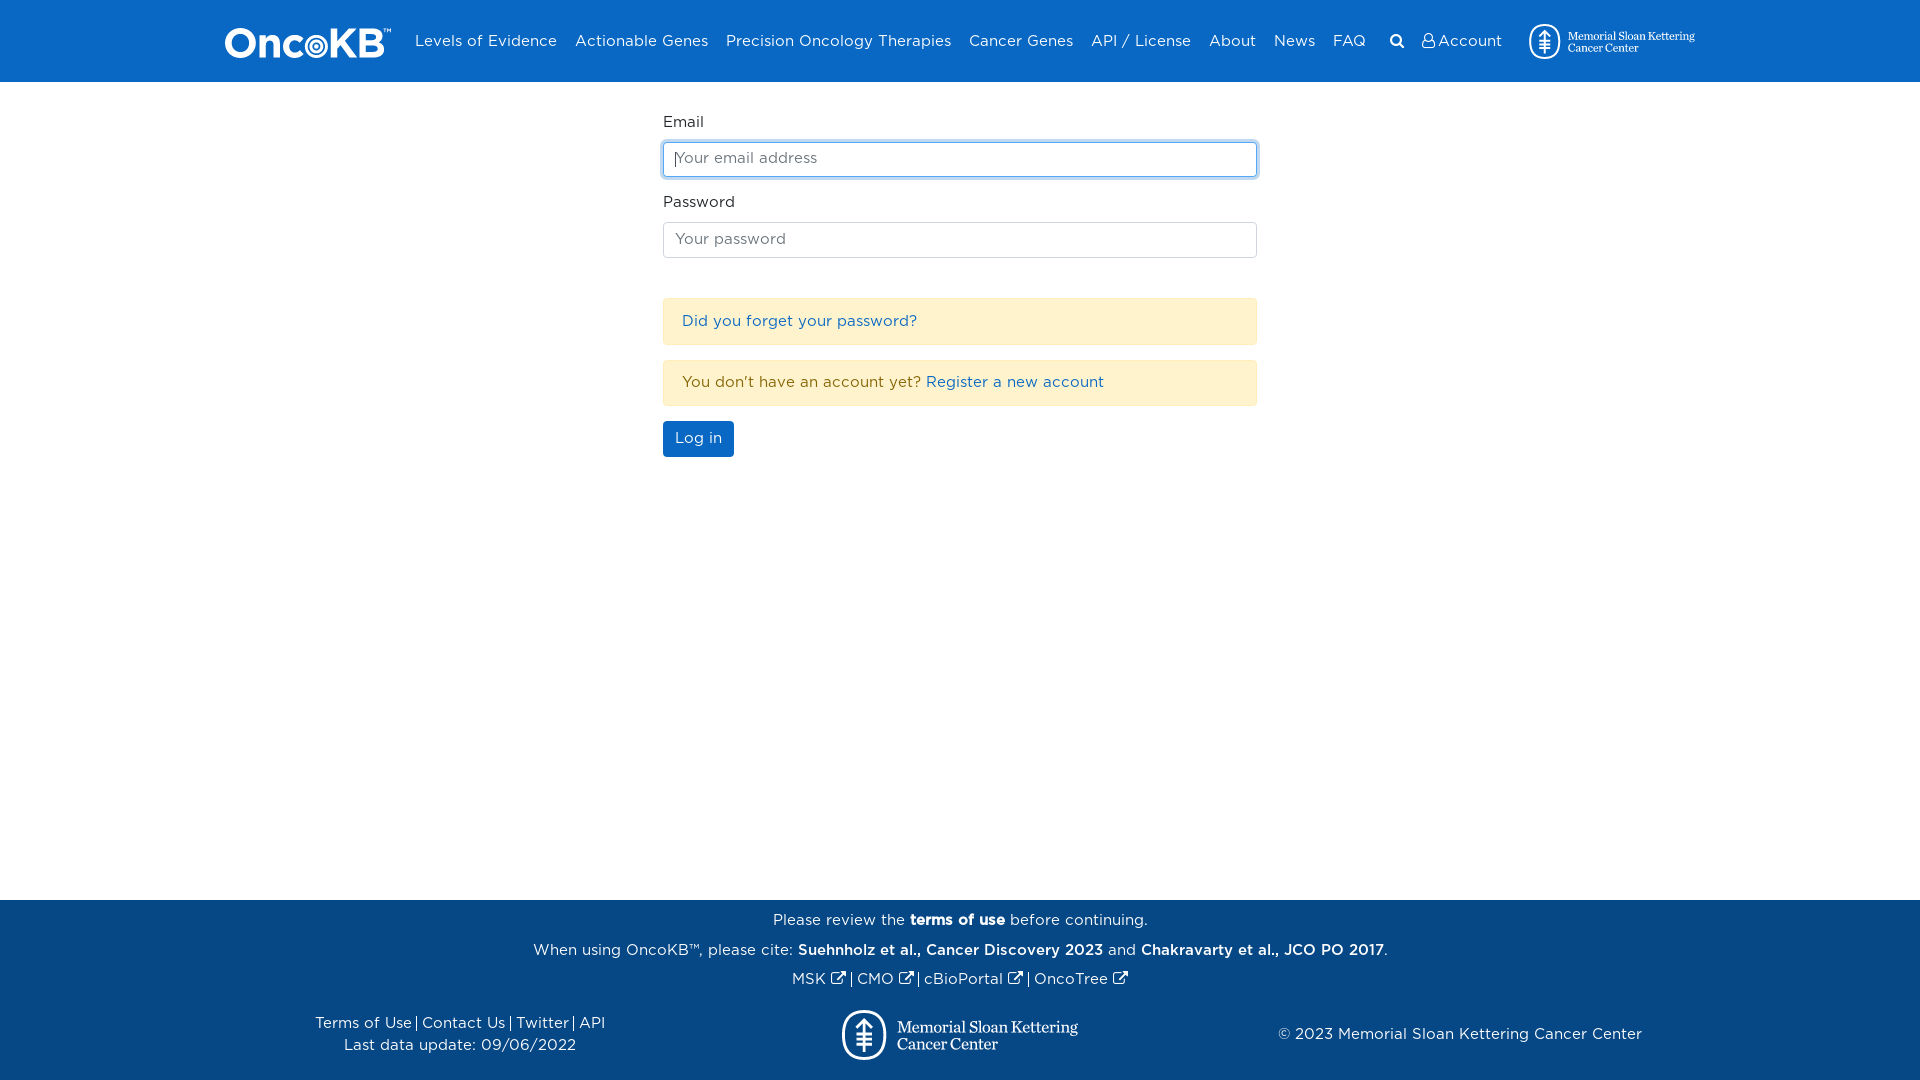 OncoKB™ Levels of Evidence Actionable Genes Precision Oncology Therapies Cancer Genes API / License About News FAQ Account Memorial Sloan Kettering
Cancer Center
Email
Your email address
Password
Your password
Did you forget your password?
You don't have an account yet? Register a new account
Log in
Please review the terms of use before continuing.
When using OncoKB™, please cite: Suehnholz et al., Cancer Discovery 2023 and Chakravarty et al., JCO PO 2017.
MSK | CMO | cBioPortal | OncoTree
Terms of Use | Contact Us | Twitter | API
Last data update: 09/06/2022
Memorial Sloan Kettering
Cancer Center
© 2023 Memorial Sloan Kettering Cancer Center